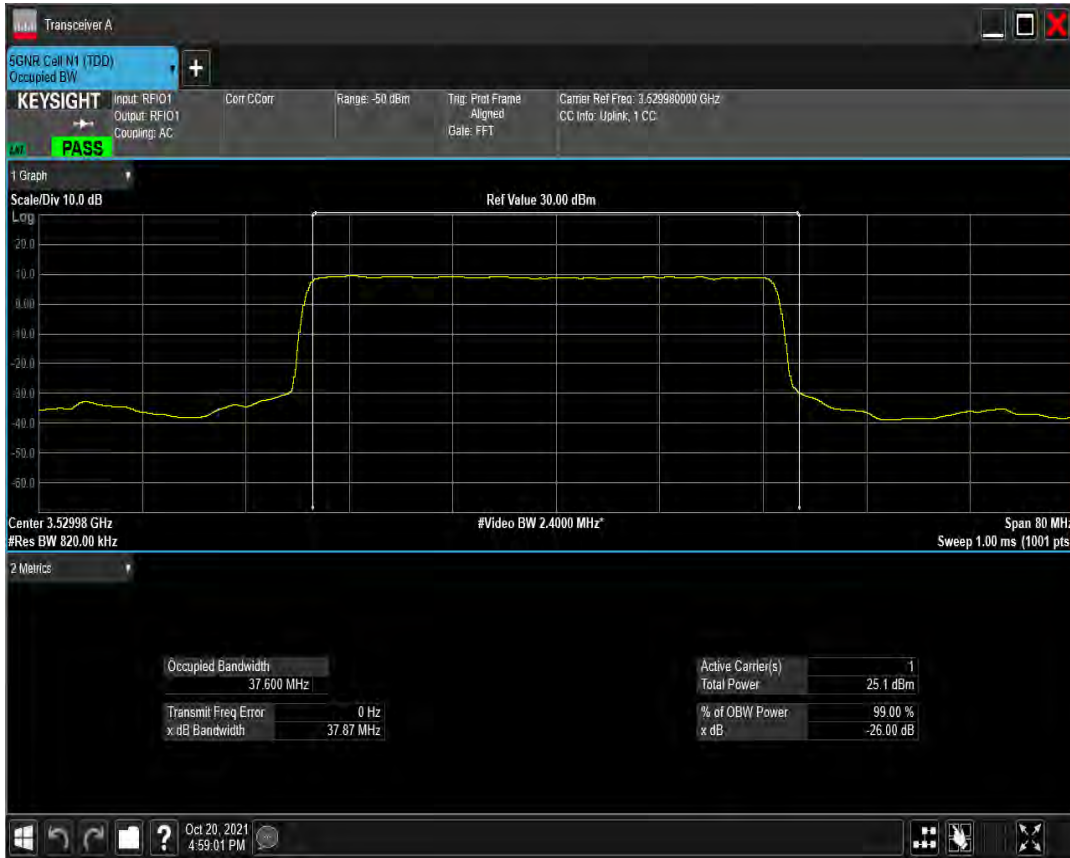 Transceiver A
5GNR Cell N1 (TDD)
Occupied BW
+
KEYSIGHT
Input: RFIO1
Output: RFIO1
Coupling: AC
Corr CCorr
Range: -50 dBm
Trig: Prot Frame
Aligned
Gate: FFT
Carrier Ref Freq: 3.529980000 GHz
CC Info: Uplink, 1 CC
PASS
1 Graph
Scale/Div 10.0 dB
Ref Value 30.00 dBm
Log
20.0
10.0
0.00
-10.0
-20.0
-30.0
-40.0
-50.0
-60.0
Center 3.52998 GHz
#Video BW 2.4000 MHz*
Span 80 MHz
#Res BW 820.00 kHz
Sweep 1.00 ms (1001 pts
2 Metrics
Occupied Bandwidth
37.600 MHz
Transmit Freq Error 0 Hz
x dB Bandwidth 37.87 MHz
Active Carrier(s) 1
Total Power 25.1 dBm
% of OBW Power 99.00 %
x dB -26.00 dB
?
Oct 20, 2021
4:59:01 PM